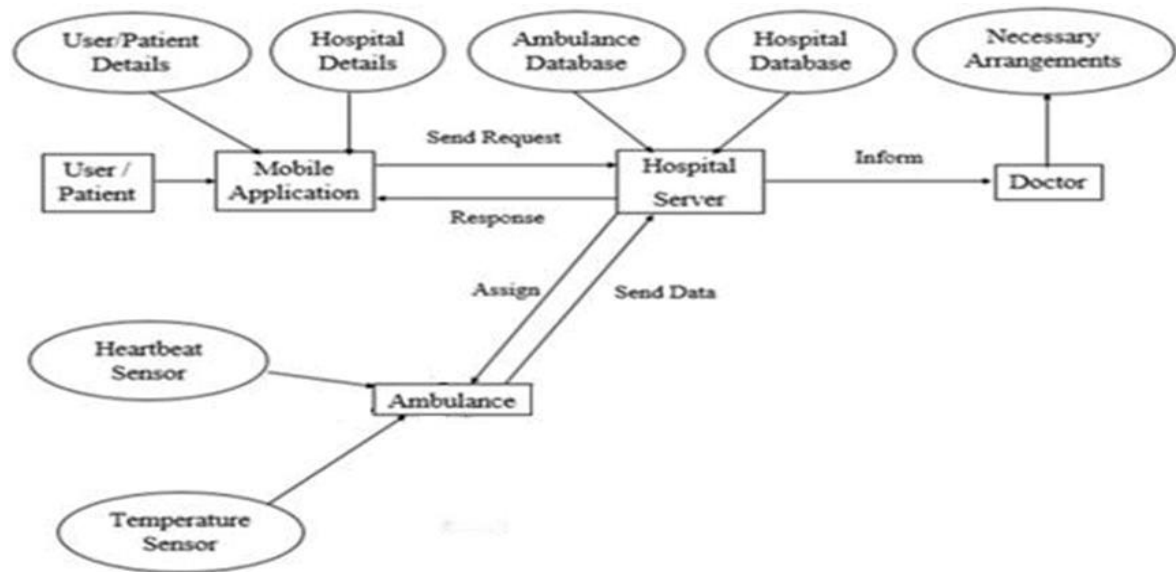 User/Patient
Details
Hospital
Details
Ambulance
Database
Hospital
Database
Necessary
Arrangements
User /
Patient
Mobile
Application
Send Request
Response
Hospital
Server
Inform
Doctor
Assign
Send Data
Heartbeat
Sensor
Ambulance
Temperature
Sensor